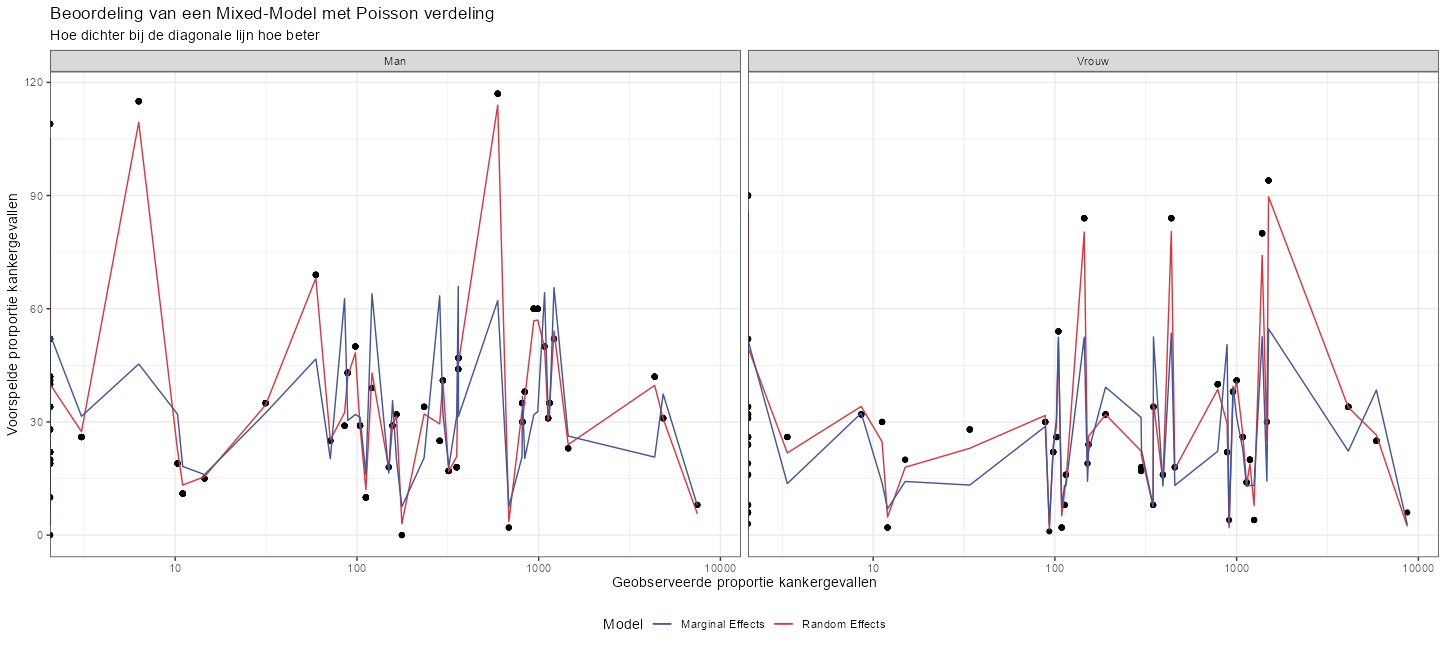 Beoordeling van een Mixed-Model met Poisson verdeling
Hoe dichter bij de diagonale lijn hoe beter
Man
Vrouw
Voorspelde proportie kankergevallen
120
90
60
30
0
10
100
1000
10000
10
100
1000
10000
Geobserveerde proportie kankergevallen
Model
Marginal Effects
Random Effects